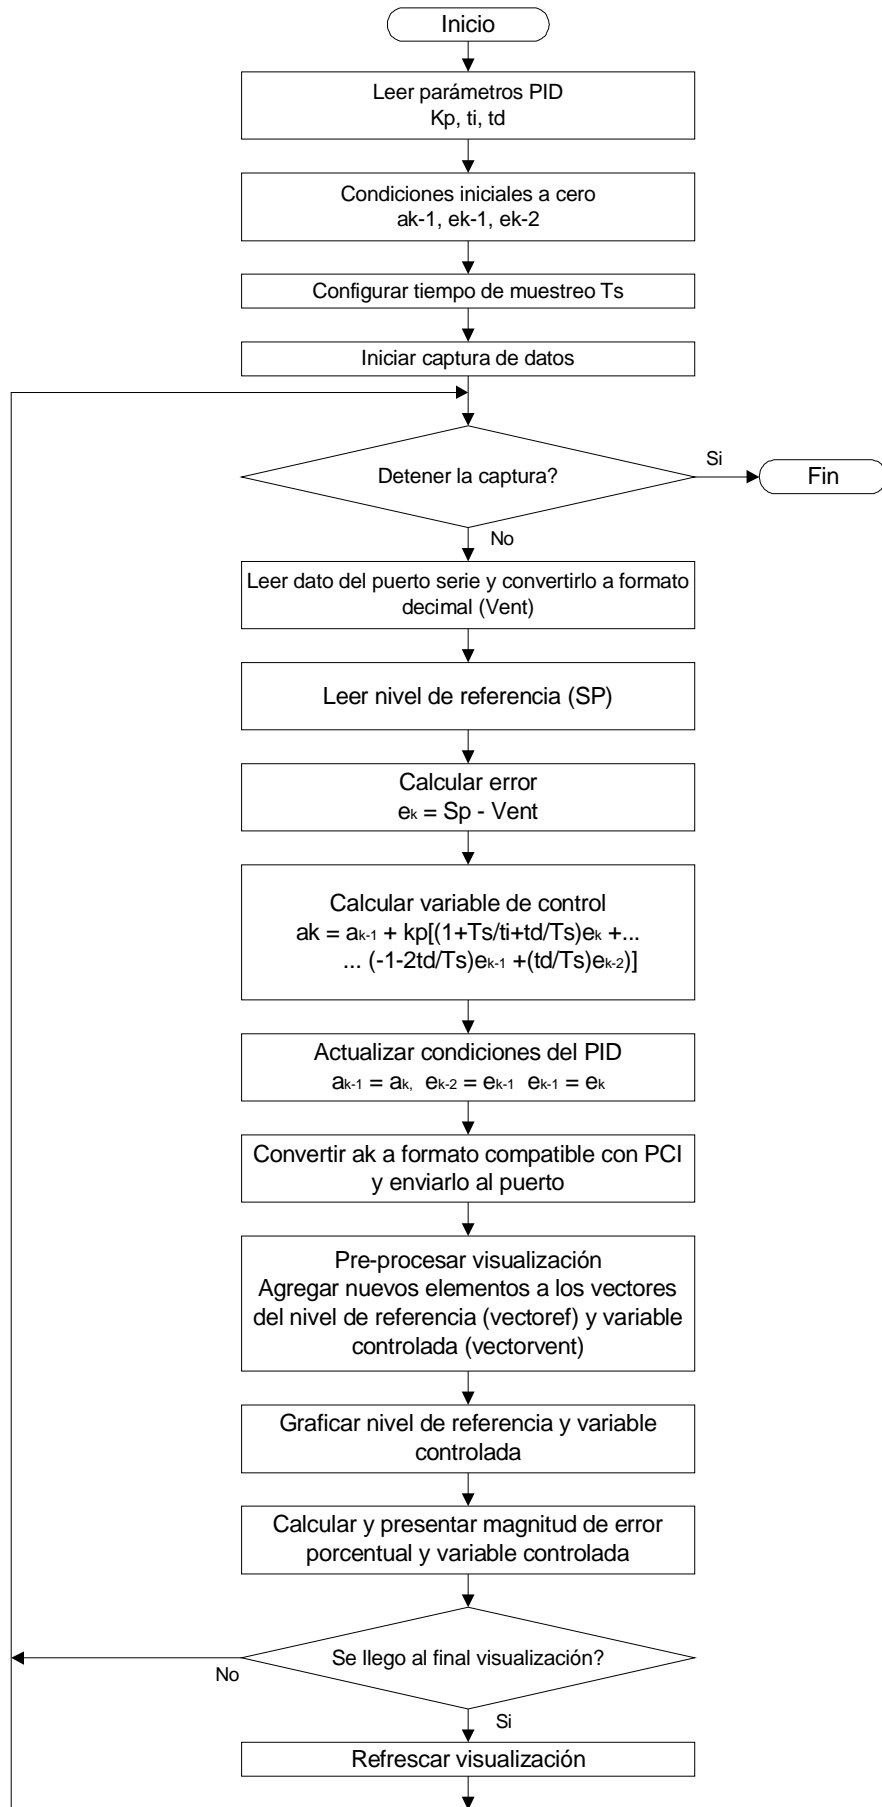 Inicio
Leer parámetros PID
Kp, ti, td
Condiciones iniciales a cero
ak-1, ek-1, ek-2
Configurar tiempo de muestreo Ts
Iniciar captura de datos
Detener la captura?
Si
Fin
No
Leer dato del puerto serie y convertirlo a formato
decimal (Vent)
Leer nivel de referencia (SP)
Calcular error
ek = Sp - Vent
Calcular variable de control
ak = ak-1 + kp[(1+Ts/ti+td/Ts)ek +...
... (-1-2td/Ts)ek-1 +(td/Ts)ek-2)]
Actualizar condiciones del PID
ak-1 = ak, ek-2 = ek-1 ek-1 = ek
Convertir ak a formato compatible con PCI
y enviarlo al puerto
Pre-procesar visualización
Agregar nuevos elementos a los vectores
del nivel de referencia (vectoref) y variable
controlada (vectorvent)
Graficar nivel de referencia y variable
controlada
Calcular y presentar magnitud de error
porcentual y variable controlada
Se llego al final visualización?
No
Si
Refrescar visualización